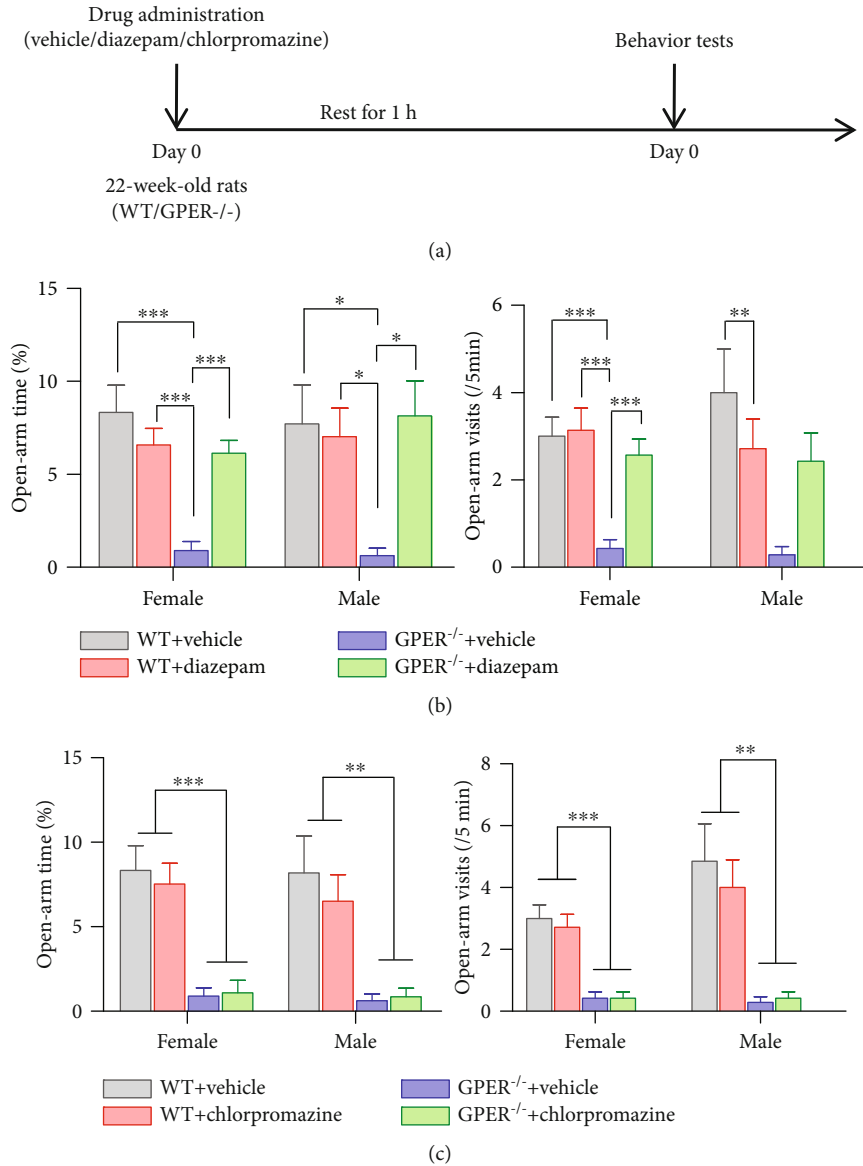 Drug administration
(vehicle/diazepam/chlorpromazine)
Behavior tests
Rest for 1 h
Day 0
Day 0
22-week-old rats
(WT/GPER-/-)
(a)
Open-arm time (%)
15
10
5
0
***
***
***
*
*
*
Female
Male
Open-arm visits (/5min)
6
4
2
0
***
***
***
**
Female
Male
WT+vehicle
GPER-/-+vehicle
WT+diazepam
GPER-/-+diazepam
(b)
Open-arm time (%)
15
10
5
0
***
**
Female
Male
Open-arm visits (/5 min)
8
6
4
2
0
***
**
Female
Male
WT+vehicle
GPER-/-+vehicle
WT+chlorpromazine
GPER-/-+chlorpromazine
(c)